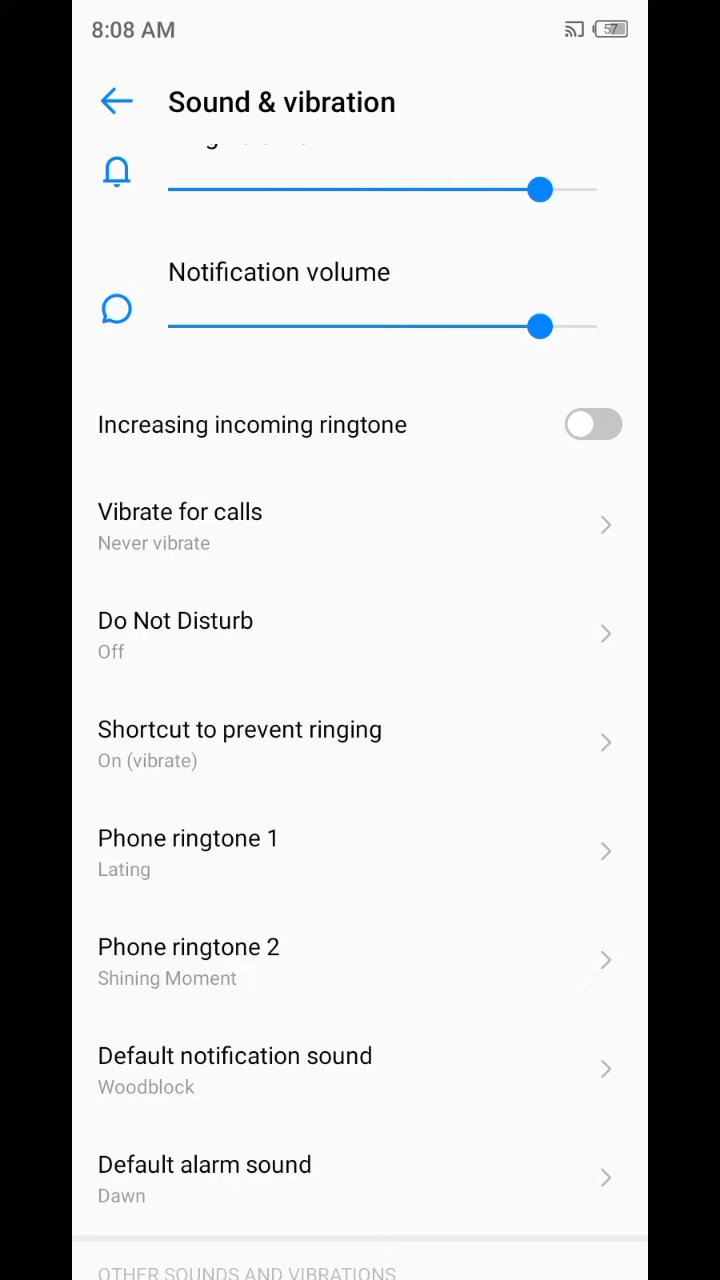 8:08 AM
57
Sound & vibration
Notification volume
Increasing incoming ringtone
Vibrate for calls
Never vibrate
Do Not Disturb
Off
Shortcut to prevent ringing
On (vibrate)
Phone ringtone 1
Lating
Phone ringtone 2
Shining Moment
Default notification sound
Woodblock
Default alarm sound
Dawn
OTHER SOUNDS AND VIBRATIONS